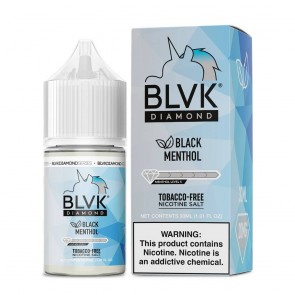 BLVK
DIAMOND
BLACK
MENTHOL
TOBACCO-FREE
NICOTINE SALT
BLVK
DIAMOND
BLACK
MENTHOL
TOBACCO-FREE
NICOTINE SALT
WARNING:
This product contains
nicotine. Nicotine is
an addictive chemical.